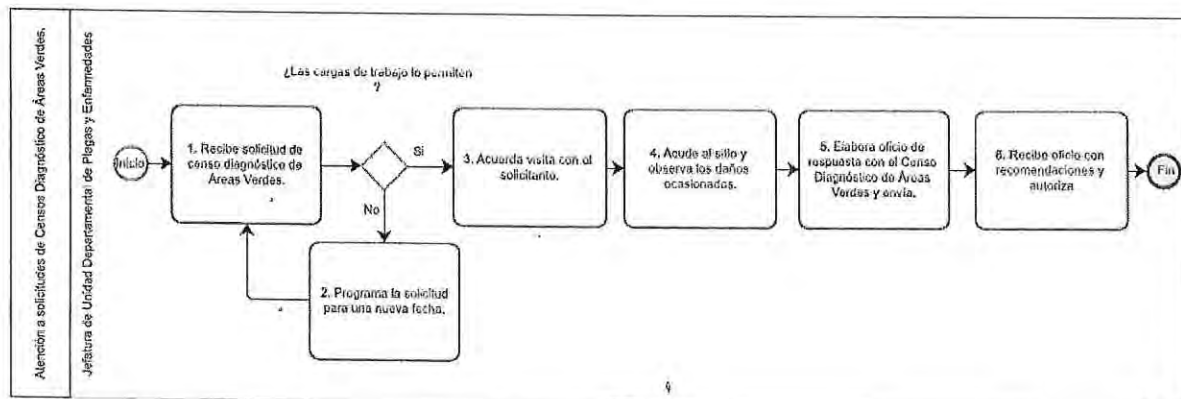 Atención a solicitudes de Censos Diagnóstico de Áreas Verdes.
Jefatura de Unidad Departamental de Plagas y Enfermedades
¿Las cargas de trabajo lo permiten
?
Inicio
1. Recibe solicitud de
censo diagnóstico de
Áreas Verdes.
Si
No
2. Programa la solicitud
para una nueva fecha.
3. Acuerda visita con el
solicitante.
4. Acude al sitio y
observa los daños
ocasionados.
5. Elabora oficio de
respuesta con el Censo
Diagnóstico de Áreas
Verdes y envía.
6. Recibe oficio con
recomendaciones y
autoriza
Fin